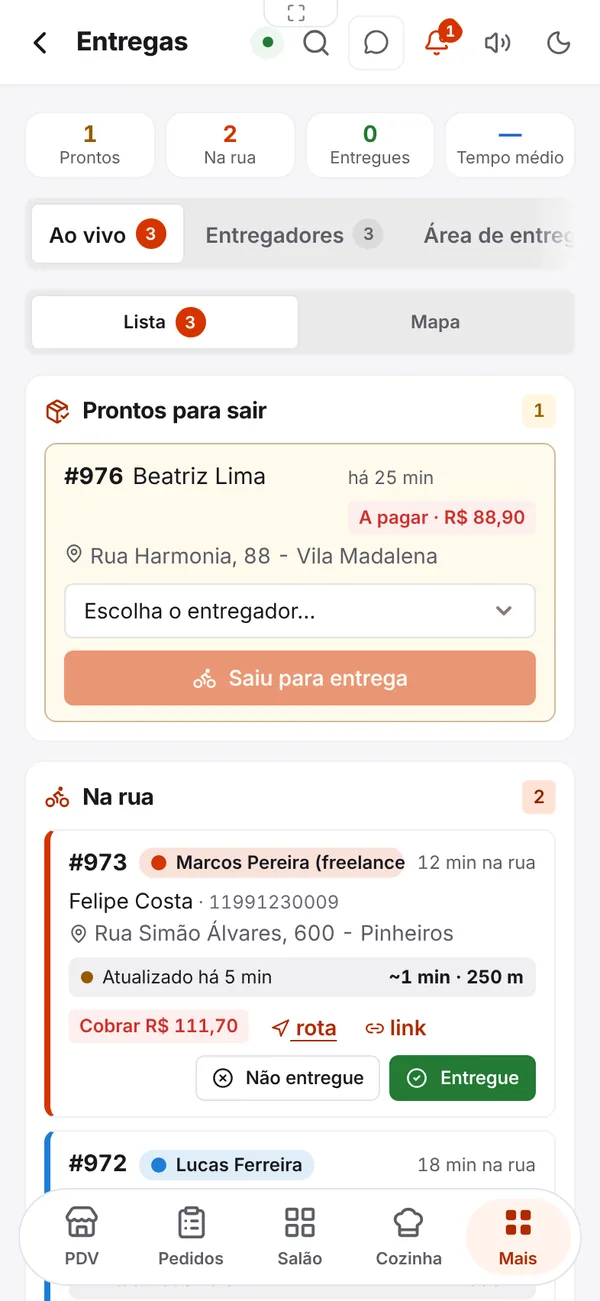 Entregas
1
1 2 0 —
Prontos Na rua Entregues Tempo médio
Ao vivo 3 Entregadores 3 Área de entreg
Lista 3 Mapa
Prontos para sair 1
#976 Beatriz Lima há 25 min
A pagar · R$ 88,90
Rua Harmonia, 88 - Vila Madalena
Escolha o entregador...
Saiu para entrega
Na rua 2
#973 Marcos Pereira (freelance 12 min na rua
Felipe Costa · 11991230009
Rua Simão Álvares, 600 - Pinheiros
Atualizado há 5 min ~1 min · 250 m
Cobrar R$ 111,70 rota link
Não entregue Entregue
#972 Lucas Ferreira 18 min na rua
PDV Pedidos Salão Cozinha Mais